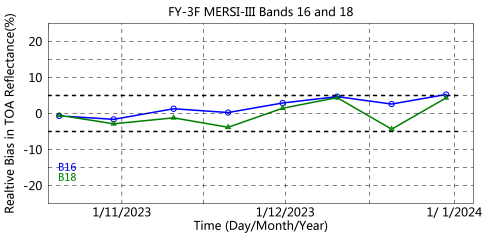 FY-3F MERSI-III Bands 16 and 18
Realtive Bias in TOA Reflectance(%)
20
10
0
-10
-20
B16
B18
1/11/2023
1/12/2023
1/ 1/2024
Time (Day/Month/Year)